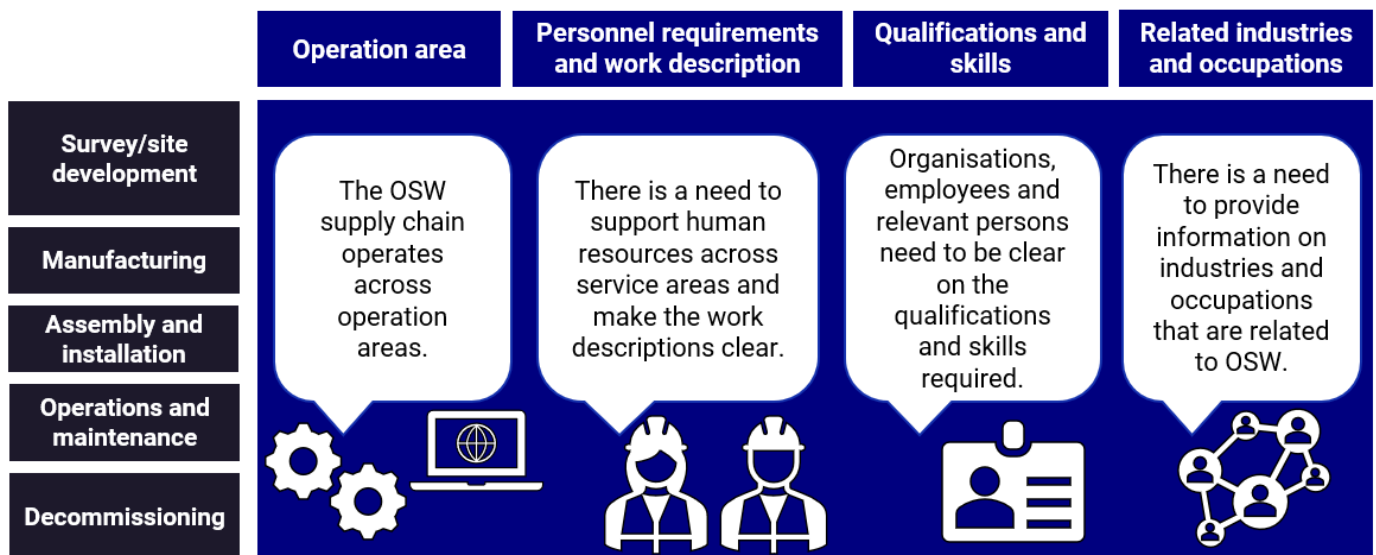 Operation area
Personnel requirements
and work description
Qualifications and
skills
Related industries
and occupations
Survey/site
development
Manufacturing
Assembly and
installation
Operations and
maintenance
Decommissioning
The OSW
supply chain
operates
across
operation
areas.
There is a need to
support human
resources across
service areas and
make the work
descriptions clear.
Organisations,
employees and
relevant persons
need to be clear
on the
qualifications
and skills
required.
There is a need
to provide
information on
industries and
occupations
that are related
to OSW.